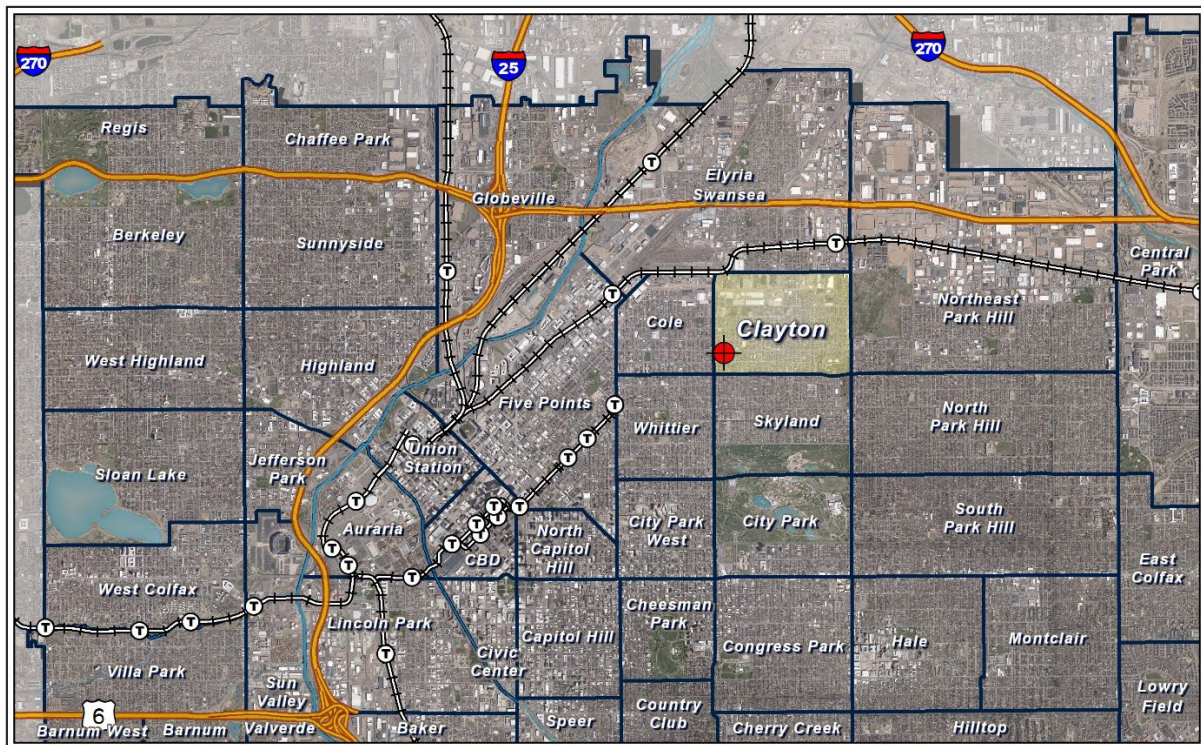 270
25
270
Regis
Chaffee Park
T
Elyria
Swansea
Globeville
Berkeley
Sunnyside
T
T
Central
Park
T
Cole
Clayton
Northeast
Park Hill
West Highland
Highland
Five Points
T
Whittier
Skyland
North
Park Hill
T
Union
Station
T
T
Sloan Lake
Jefferson
Park
T
Auraria
T
T
T
T
T
T
T
CBD
North
Capitol
Hill
City Park
West
City Park
South
Park Hill
T
T
T
East
Colfax
West Colfax
T
T
T
T
Lincoln Park
Cheesman
Park
Capitol Hill
Congress Park
Hale
Montclair
Villa Park
T
Civic
Center
Sun
Valley
Lowry
Field
6
Country
Club
Barnum West
Barnum
Valverde
Baker
Speer
Cherry Creek
Hilltop